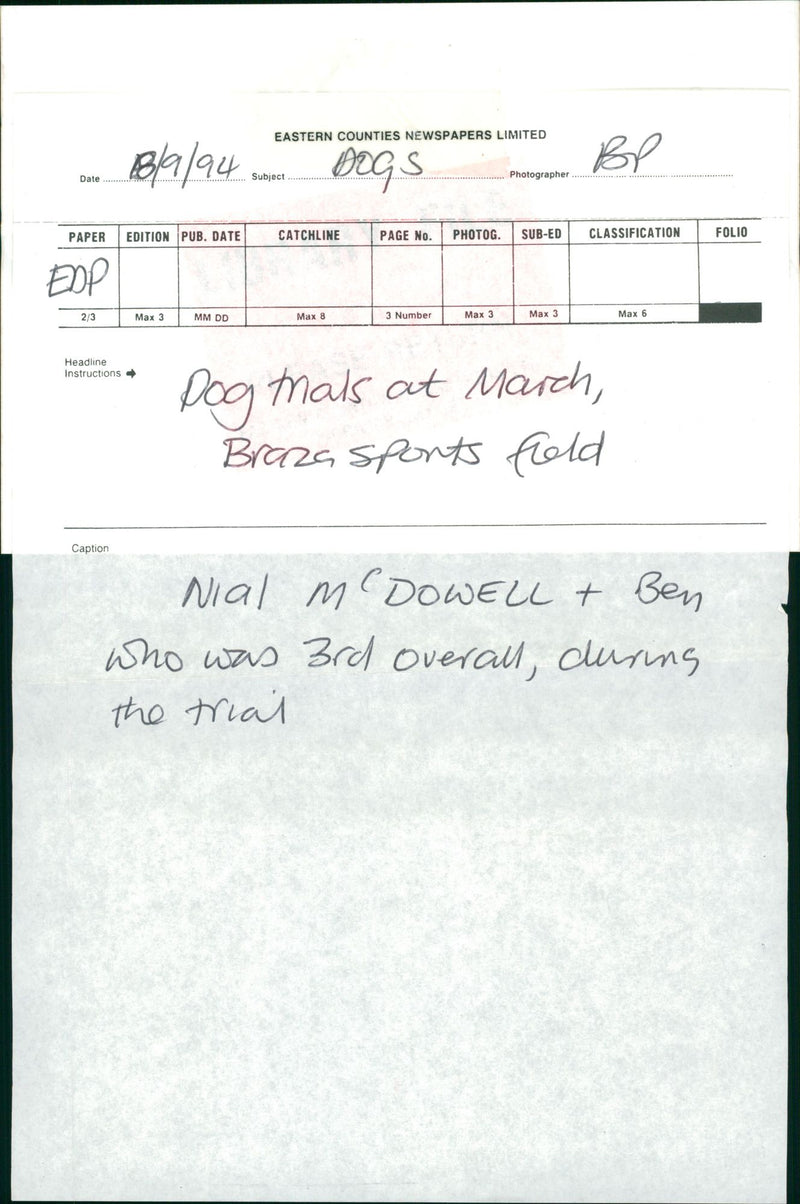 EASTERN COUNTIES NEWSPAPERS LIMITED
Date /9/94 Subject DOGS Photographer BP
PAPER EDITION PUB. DATE CATCHLINE PAGE No. PHOTOG. SUB-ED CLASSIFICATION FOLIO
EDP
2/3 Max 3 MM DD Max 8 3 Number Max 3 Max 3 Max 6
Headline
Instructions ➡
Dog trials at March,
Braza sports field
Caption
Nial McDOWELL + Ben
who was 3rd overall, during
the trial